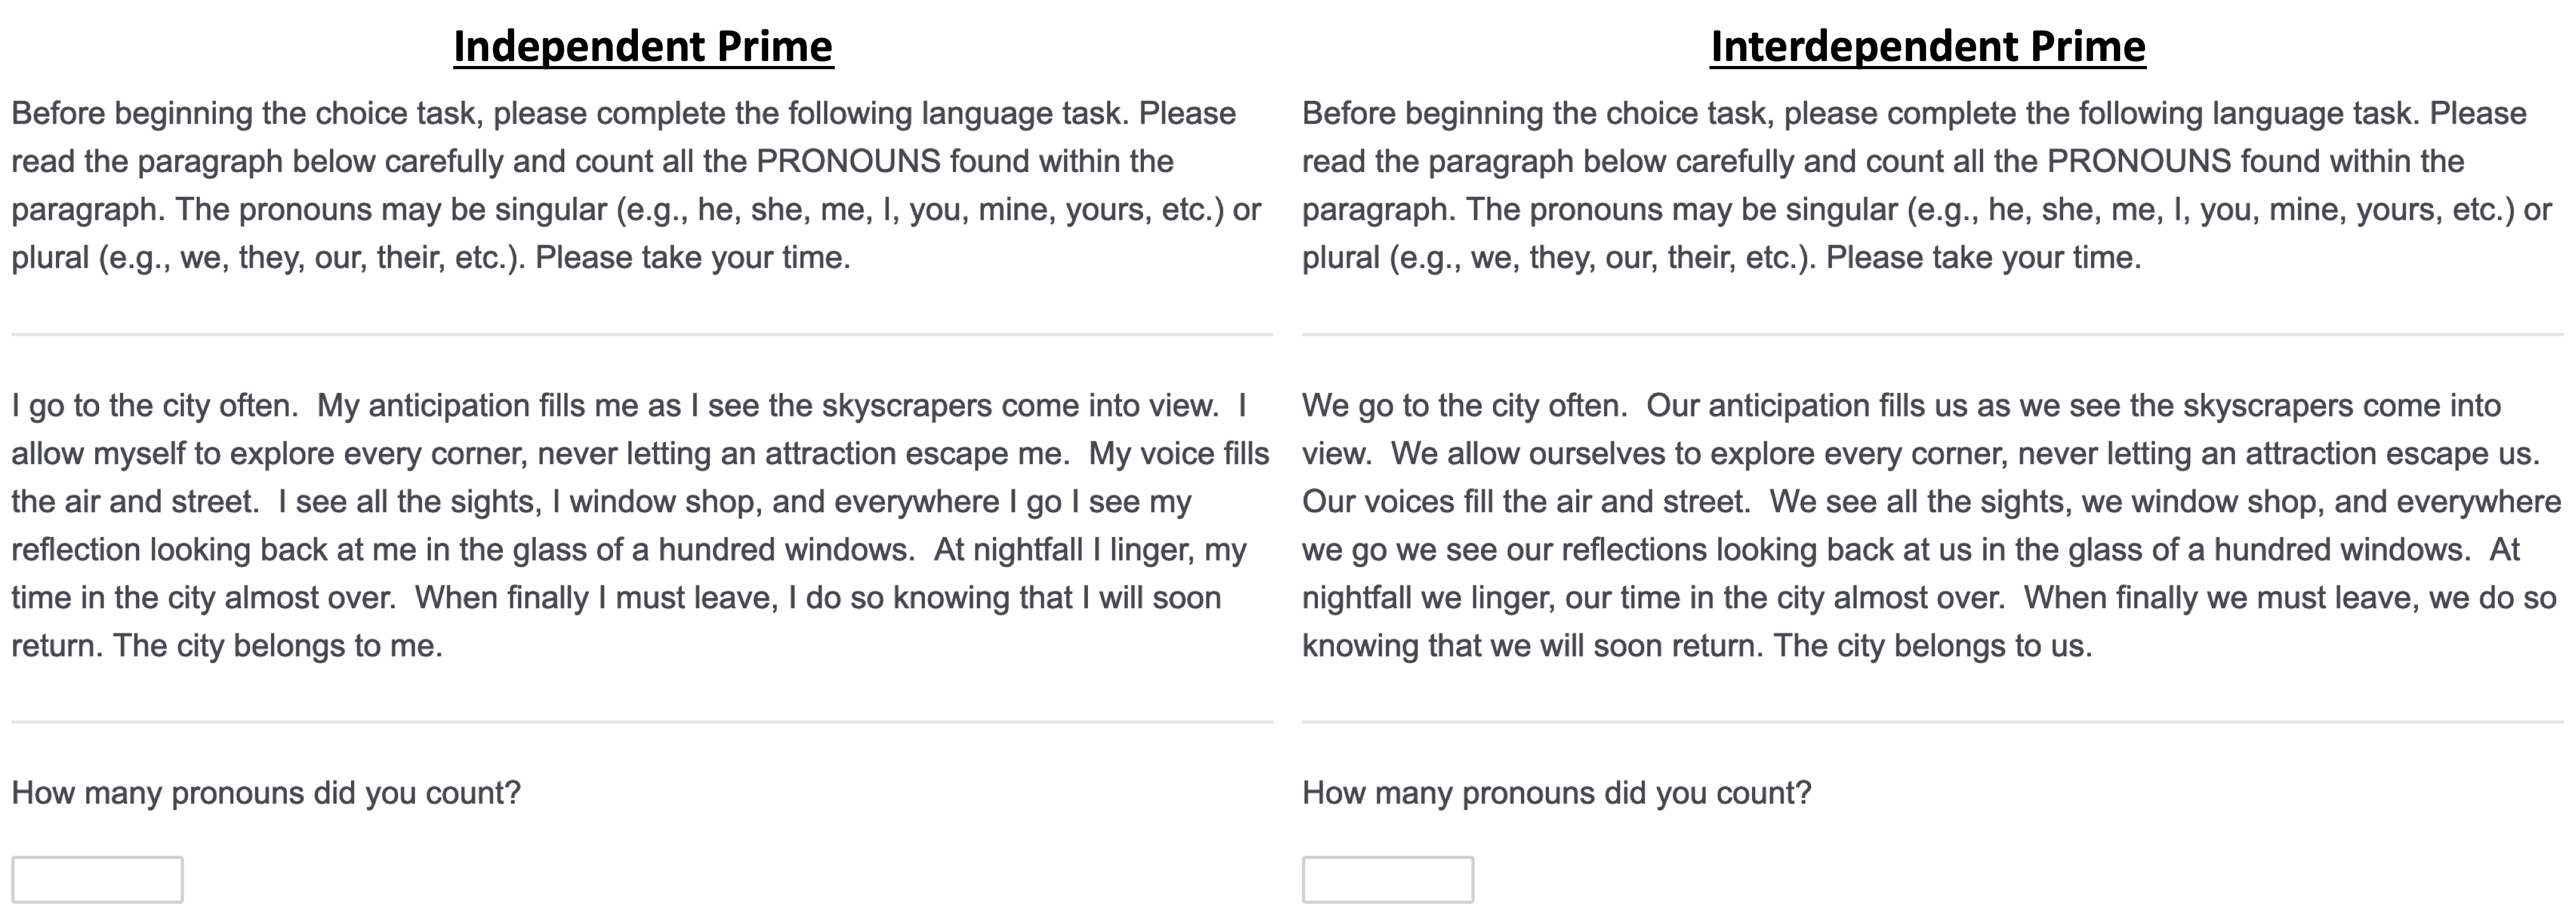 Independent Prime
Before beginning the choice task, please complete the following language task. Please
read the paragraph below carefully and count all the PRONOUNS found within the
paragraph. The pronouns may be singular (e.g., he, she, me, I, you, mine, yours, etc.) or
plural (e.g., we, they, our, their, etc.). Please take your time.
I go to the city often.  My anticipation fills me as I see the skyscrapers come into view.  I
allow myself to explore every corner, never letting an attraction escape me.  My voice fills
the air and street.  I see all the sights, I window shop, and everywhere I go I see my
reflection looking back at me in the glass of a hundred windows.  At nightfall I linger, my
time in the city almost over.  When finally I must leave, I do so knowing that I will soon
return. The city belongs to me.
How many pronouns did you count?
Interdependent Prime
Before beginning the choice task, please complete the following language task. Please
read the paragraph below carefully and count all the PRONOUNS found within the
paragraph. The pronouns may be singular (e.g., he, she, me, I, you, mine, yours, etc.) or
plural (e.g., we, they, our, their, etc.). Please take your time.
We go to the city often.  Our anticipation fills us as we see the skyscrapers come into
view.  We allow ourselves to explore every corner, never letting an attraction escape us.
Our voices fill the air and street.  We see all the sights, we window shop, and everywhere
we go we see our reflections looking back at us in the glass of a hundred windows.  At
nightfall we linger, our time in the city almost over.  When finally we must leave, we do so
knowing that we will soon return. The city belongs to us.
How many pronouns did you count?